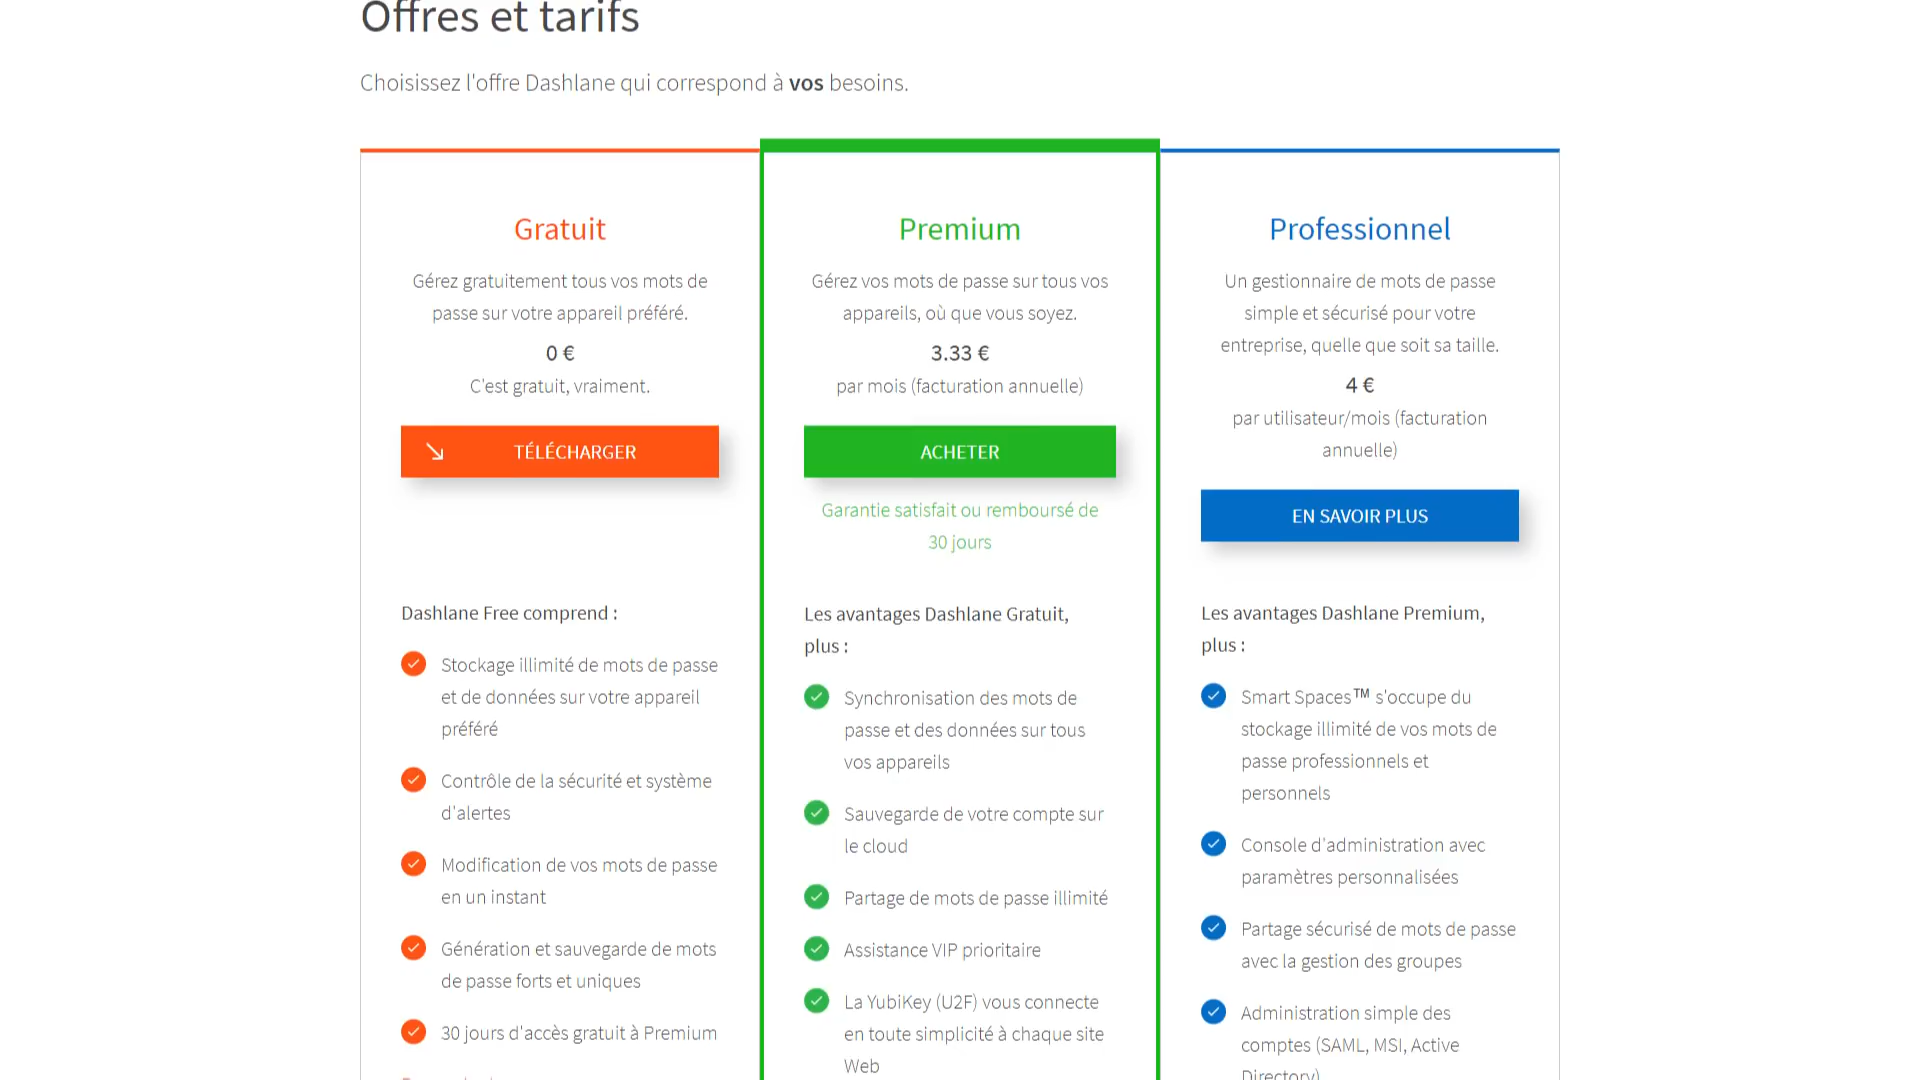 Offres et tarifs
Choisissez l'offre Dashlane qui correspond à vos besoins.
Gratuit
Gérez gratuitement tous vos mots de
passe sur votre appareil préféré.
0 €
C'est gratuit, vraiment.
TÉLÉCHARGER
Dashlane Free comprend :
Stockage illimité de mots de passe
et de données sur votre appareil
préféré
Contrôle de la sécurité et système
d'alertes
Modification de vos mots de passe
en un instant
Génération et sauvegarde de mots
de passe forts et uniques
30 jours d'accès gratuit à Premium
Premium
Gérez vos mots de passe sur tous vos
appareils, où que vous soyez.
3.33 €
par mois (facturation annuelle)
ACHETER
Garantie satisfait ou remboursé de
30 jours
Les avantages Dashlane Gratuit,
plus :
Synchronisation des mots de
passe et des données sur tous
vos appareils
Sauvegarde de votre compte sur
le cloud
Partage de mots de passe illimité
Assistance VIP prioritaire
La YubiKey (U2F) vous connecte
en toute simplicité à chaque site
Web
Professionnel
Un gestionnaire de mots de passe
simple et sécurisé pour votre
entreprise, quelle que soit sa taille.
4 €
par utilisateur/mois (facturation
annuelle)
EN SAVOIR PLUS
Les avantages Dashlane Premium,
plus :
Smart Spaces™ s'occupe du
stockage illimité de vos mots de
passe professionnels et
personnels
Console d'administration avec
paramètres personnalisées
Partage sécurisé de mots de passe
avec la gestion des groupes
Administration simple des
comptes (SAML, MSI, Active
Directory)